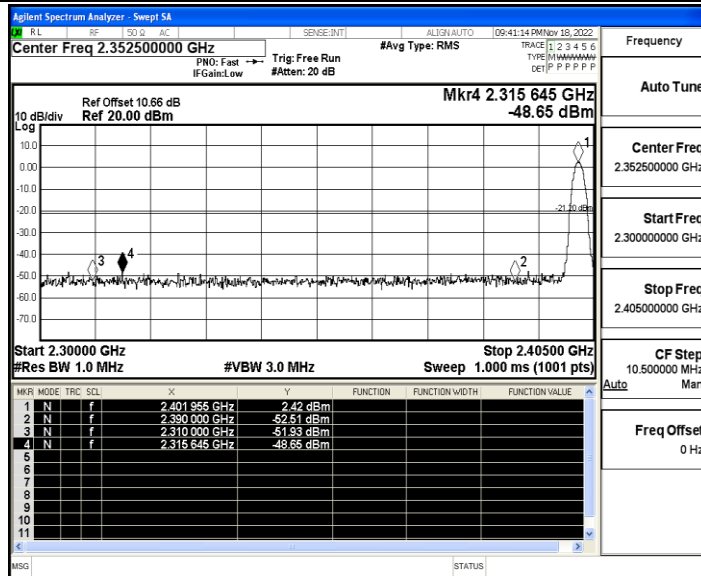 Agilent Spectrum Analyzer - Swept SA
RL RF 50 Ω AC SENSE:INT ALIGN AUTO 09:41:14 PM Nov 18, 2022
Center Freq 2.352500000 GHz
PNO: Fast
IFGain:Low
Trig: Free Run
#Atten: 20 dB
#Avg Type: RMS
TRACE 1 2 3 4 5 6
TYPE M W W W W W
DET P P P P P P
Ref Offset 10.66 dB
10 dB/div Ref 20.00 dBm
Log
Mkr4 2.315 645 GHz
-48.65 dBm
10.0
0.00
-10.0
-20.0
-30.0
-40.0
-50.0
-60.0
-70.0
1
-21.20 dBm
3
4
2
Start 2.30000 GHz Stop 2.40500 GHz
#Res BW 1.0 MHz #VBW 3.0 MHz Sweep 1.000 ms (1001 pts)
MKR MODE TRC SCL X Y FUNCTION FUNCTION WIDTH FUNCTION VALUE
1 N f 2.401 955 GHz 2.42 dBm
2 N f 2.390 000 GHz -52.51 dBm
3 N f 2.310 000 GHz -51.93 dBm
4 N f 2.315 645 GHz -48.65 dBm
5
6
7
8
9
10
11
MSG STATUS
Frequency
Auto Tune
Center Freq
2.352500000 GHz
Start Freq
2.300000000 GHz
Stop Freq
2.405000000 GHz
CF Step
10.500000 MHz
Auto Man
Freq Offset
0 Hz